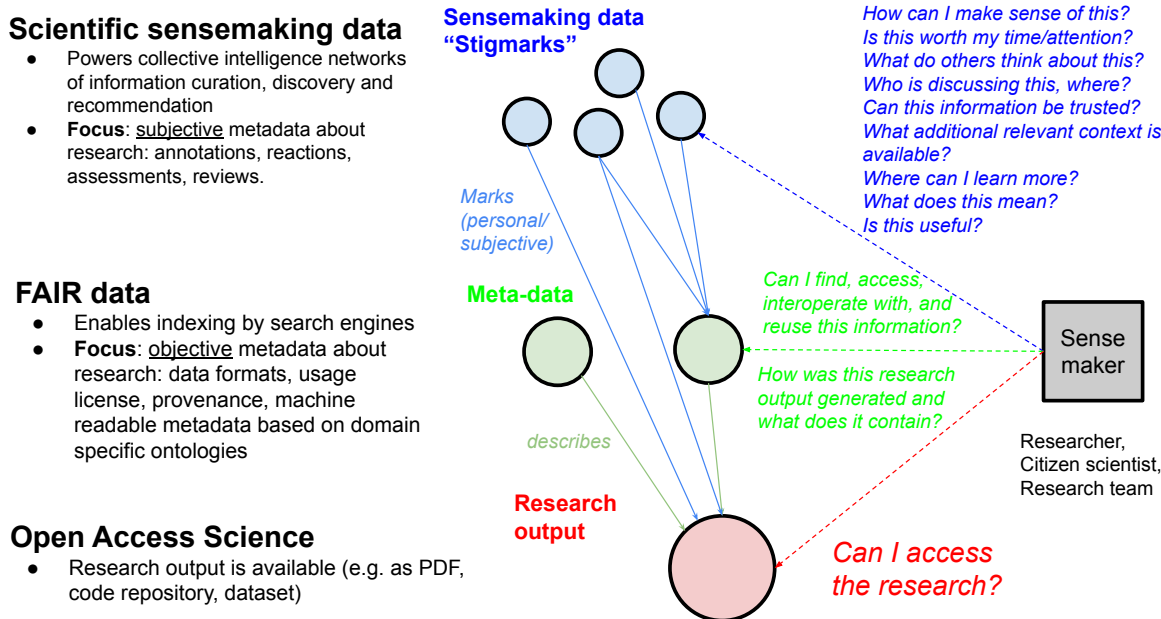 Scientific sensemaking data
● Powers collective intelligence networks
of information curation, discovery and
recommendation
● Focus: subjective metadata about
research: annotations, reactions,
assessments, reviews.
FAIR data
● Enables indexing by search engines
● Focus: objective metadata about
research: data formats, usage
license, provenance, machine
readable metadata based on domain
specific ontologies
Open Access Science
● Research output is available (e.g. as PDF,
code repository, dataset)
Sensemaking data
“Stigmarks”
Marks
(personal/
subjective)
Meta-data
describes
Research
output
How can I make sense of this?
Is this worth my time/attention?
What do others think about this?
Who is discussing this, where?
Can this information be trusted?
What additional relevant context is
available?
Where can I learn more?
What does this mean?
Is this useful?
Can I find, access,
interoperate with, and
reuse this information?
How was this research
output generated and
what does it contain?
Can I access
the research?
Sense
maker
Researcher,
Citizen scientist,
Research team